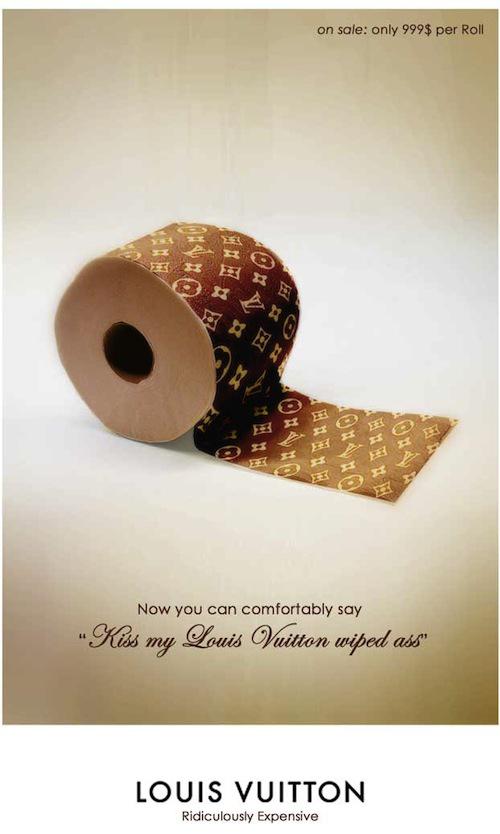 on sale: only 999$ per Roll
Now you can comfortably say
“Kiss my Louis Vuitton wiped ass”
LOUIS VUITTON
Ridiculously Expensive